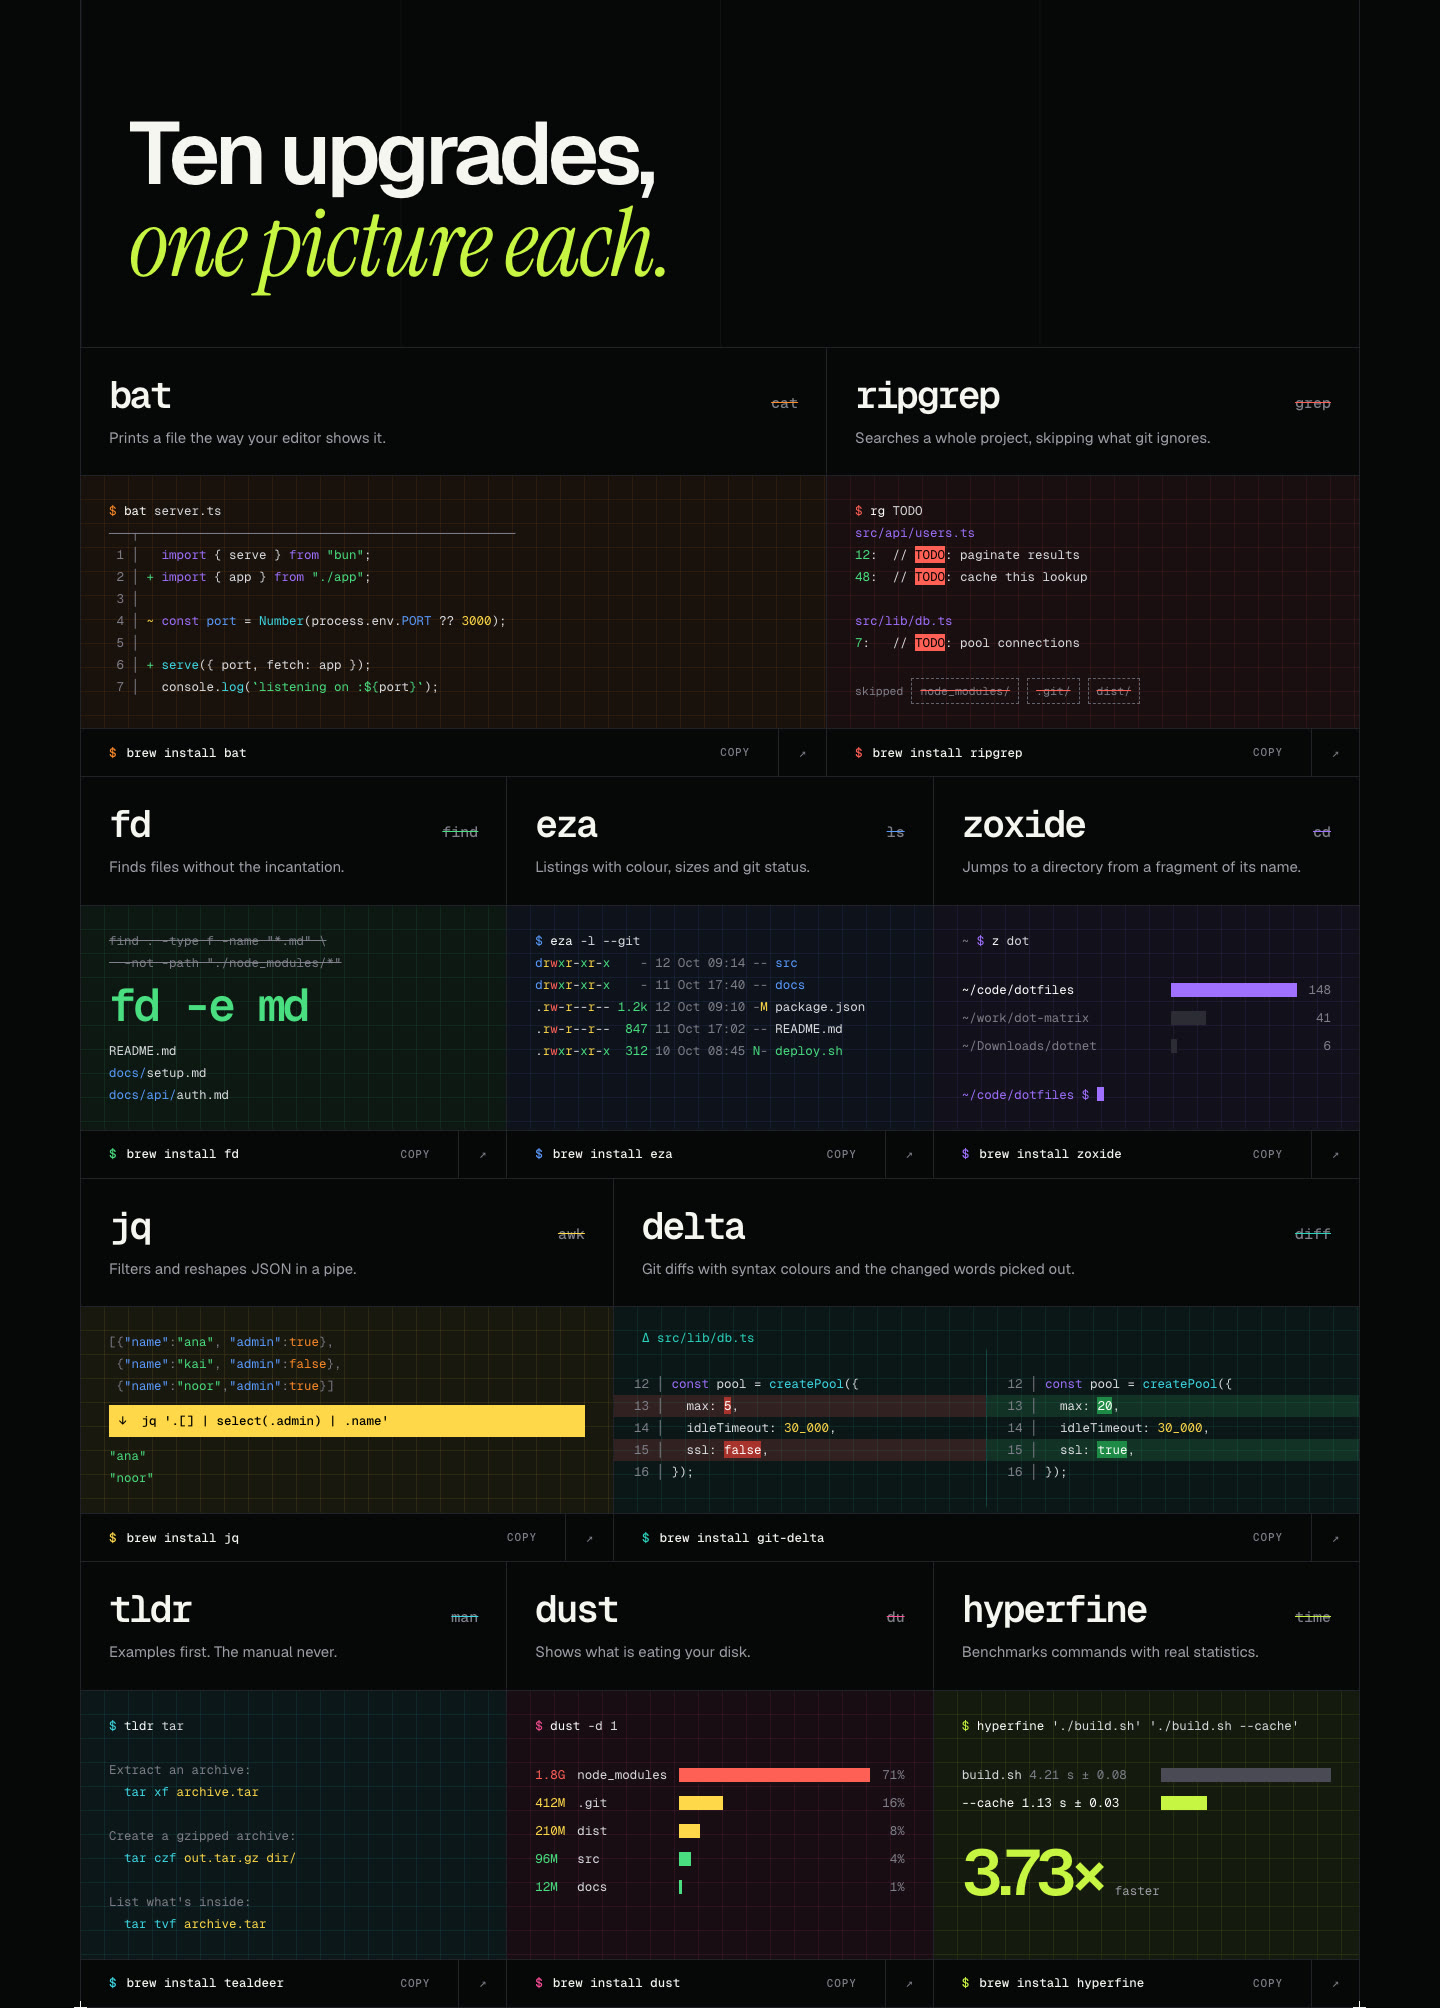 Ten upgrades,
one picture each.
bat
cat
Prints a file the way your editor shows it.
$ bat server.ts
1 │   import { serve } from "bun";
2 │ + import { app } from "./app";
3 │
4 │ ~ const port = Number(process.env.PORT ?? 3000);
5 │
6 │ + serve({ port, fetch: app });
7 │   console.log(`listening on :${port}`);
$ brew install bat
COPY ↗
ripgrep
grep
Searches a whole project, skipping what git ignores.
$ rg TODO
src/api/users.ts
12:  // TODO: paginate results
48:  // TODO: cache this lookup
src/lib/db.ts
7:   // TODO: pool connections
skipped node_modules/ .git/ dist/
$ brew install ripgrep
COPY ↗
fd
find
Finds files without the incantation.
find . -type f -name "*.md" \
  -not -path "./node_modules/*"
fd -e md
README.md
docs/setup.md
docs/api/auth.md
$ brew install fd
COPY ↗
eza
ls
Listings with colour, sizes and git status.
$ eza -l --git
drwxr-xr-x    - 12 Oct 09:14 -- src
drwxr-xr-x    - 11 Oct 17:40 -- docs
.rw-r--r-- 1.2k 12 Oct 09:10 -M package.json
.rw-r--r--  847 11 Oct 17:02 -- README.md
.rwxr-xr-x  312 10 Oct 08:45 N- deploy.sh
$ brew install eza
COPY ↗
zoxide
cd
Jumps to a directory from a fragment of its name.
~ $ z dot
~/code/dotfiles 148
~/work/dot-matrix 41
~/Downloads/dotnet 6
~/code/dotfiles $
$ brew install zoxide
COPY ↗
jq
awk
Filters and reshapes JSON in a pipe.
[{"name":"ana", "admin":true},
 {"name":"kai", "admin":false},
 {"name":"noor","admin":true}]
↓ jq '.[] | select(.admin) | .name'
"ana"
"noor"
$ brew install jq
COPY ↗
delta
diff
Git diffs with syntax colours and the changed words picked out.
Δ src/lib/db.ts
12 │ const pool = createPool({
13 │   max: 5,
14 │   idleTimeout: 30_000,
15 │   ssl: false,
16 │ });
12 │ const pool = createPool({
13 │   max: 20,
14 │   idleTimeout: 30_000,
15 │   ssl: true,
16 │ });
$ brew install git-delta
COPY ↗
tldr
man
Examples first. The manual never.
$ tldr tar
Extract an archive:
  tar xf archive.tar
Create a gzipped archive:
  tar czf out.tar.gz dir/
List what's inside:
  tar tvf archive.tar
$ brew install tealdeer
COPY ↗
dust
du
Shows what is eating your disk.
$ dust -d 1
1.8G node_modules 71%
412M .git 16%
210M dist 8%
96M src 4%
12M docs 1%
$ brew install dust
COPY ↗
hyperfine
time
Benchmarks commands with real statistics.
$ hyperfine './build.sh' './build.sh --cache'
build.sh 4.21 s ± 0.08
--cache 1.13 s ± 0.03
3.73× faster
$ brew install hyperfine
COPY ↗